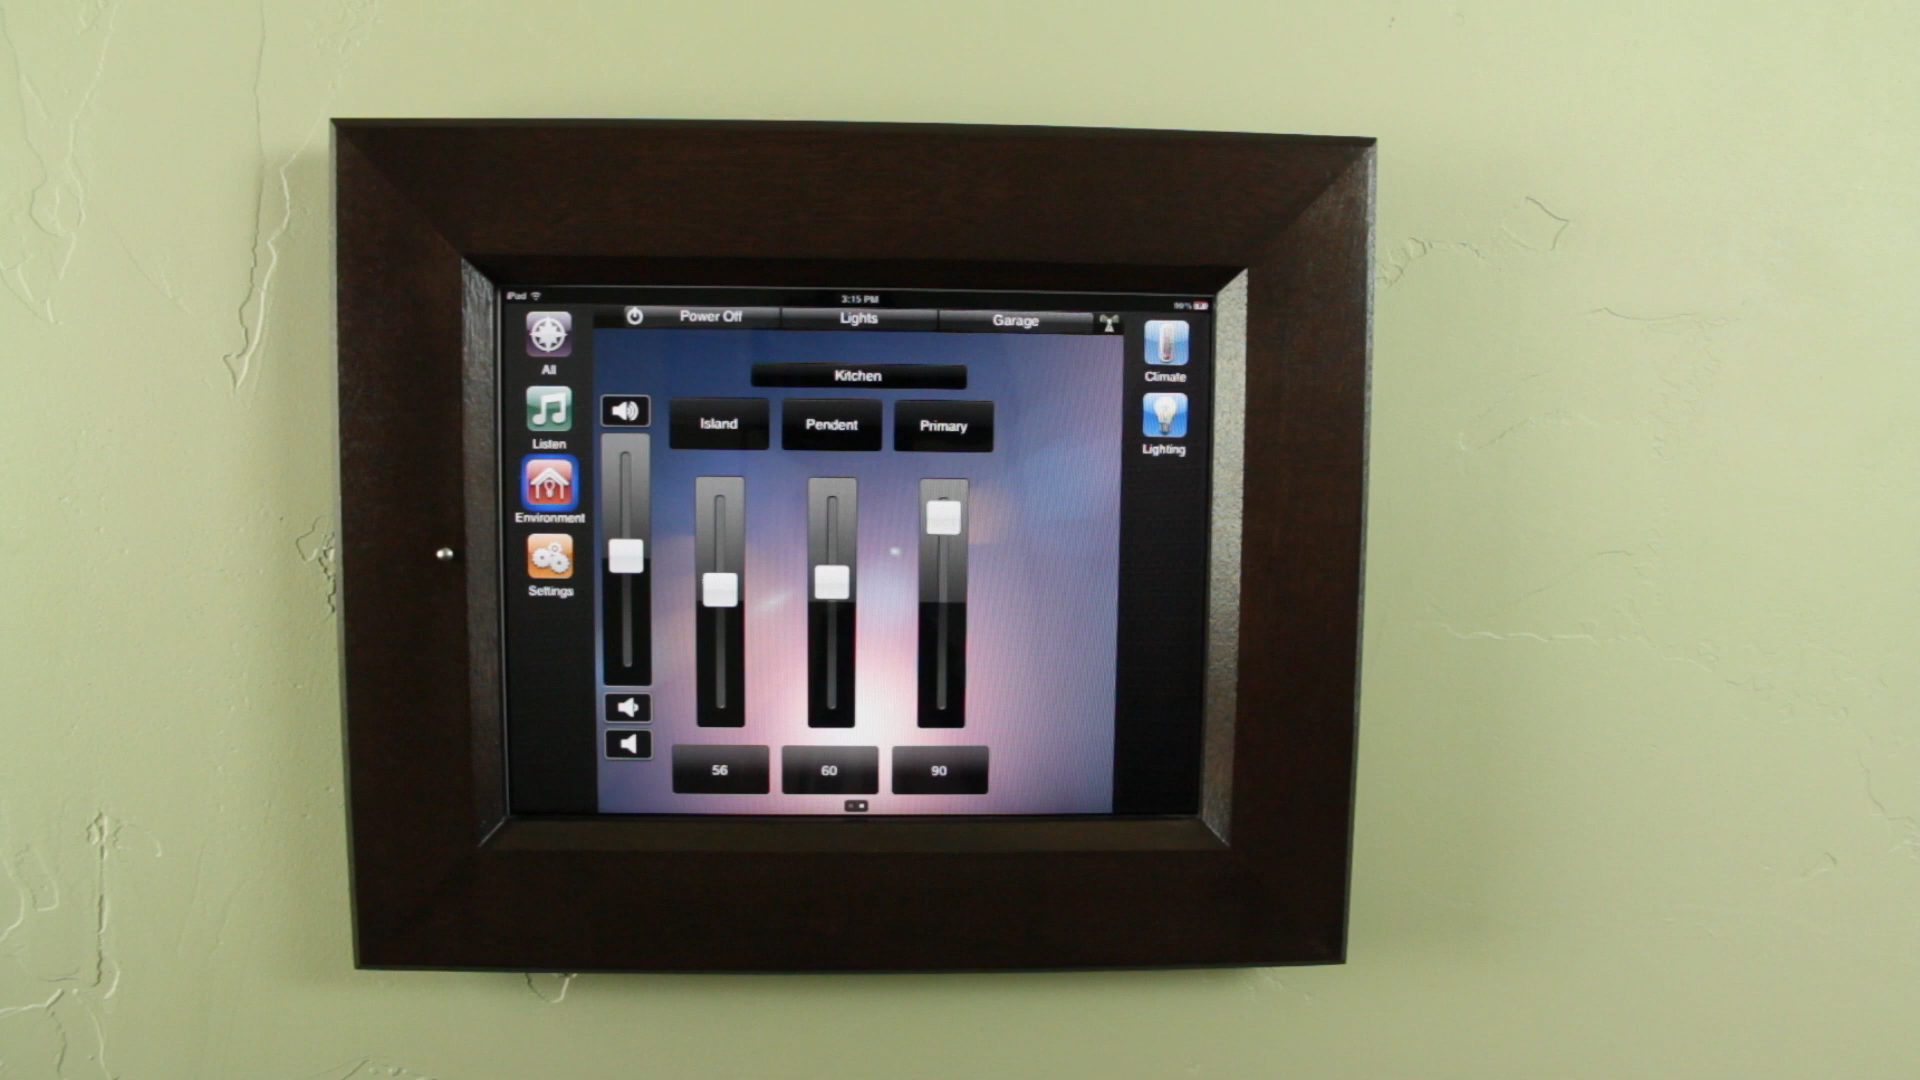 iPad
3:15 PM
90%
Power Off
Lights
Garage
All
Listen
Environment
Settings
Kitchen
Island
Pendent
Primary
56
60
90
Climate
Lighting